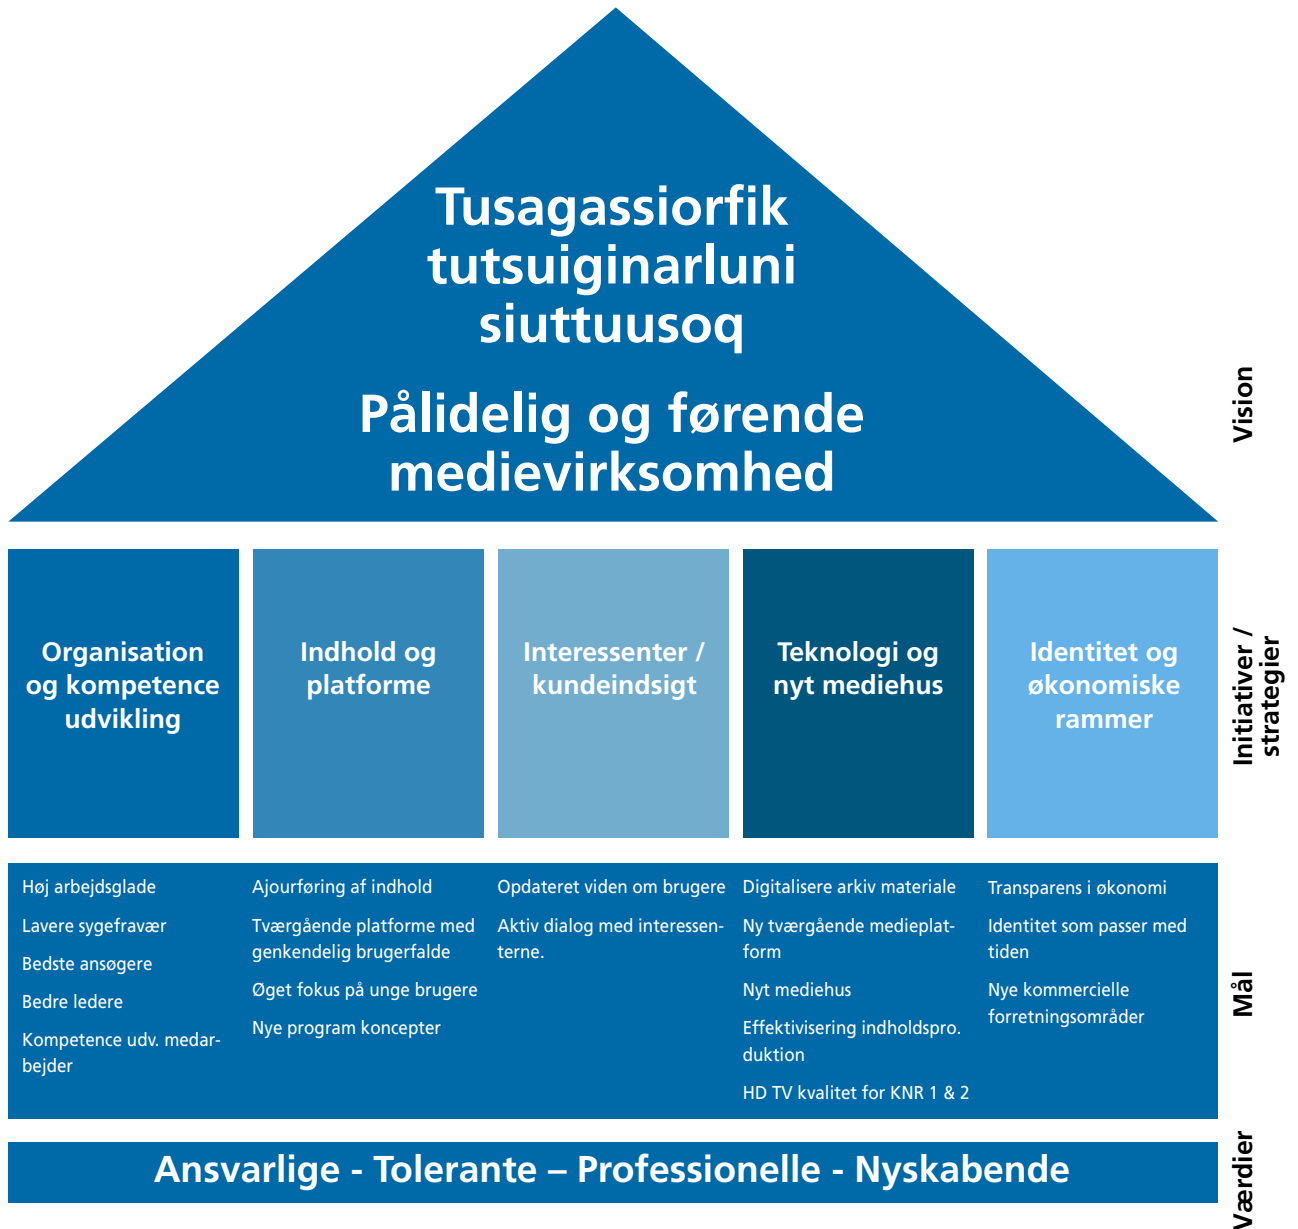 Tusagassiorfik
tutsuiginarluni
siuttuusoq
Pålidelig og førende
medievirksomhed
Vision
Organisation
og kompetence
udvikling
Indhold og
platforme
Interessenter /
kundeindsigt
Teknologi og
nyt mediehus
Identitet og
økonomiske
rammer
Initiativer /
strategier
Høj arbejdsglade
Lavere sygefravær
Bedste ansøgere
Bedre ledere
Kompetence udv. medar-
bejder
Ajourføring af indhold
Tværgående platforme med
genkendelig brugerfalde
Øget fokus på unge brugere
Nye program koncepter
Opdateret viden om brugere
Aktiv dialog med interessen-
terne.
Digitalisere arkiv materiale
Ny tværgående medieplat-
form
Nyt mediehus
Effektivisering indholdspro.
duktion
HD TV kvalitet for KNR 1 & 2
Transparens i økonomi
Identitet som passer med
tiden
Nye kommercielle
forretningsområder
Mål
Ansvarlige - Tolerante – Professionelle - Nyskabende
Værdier